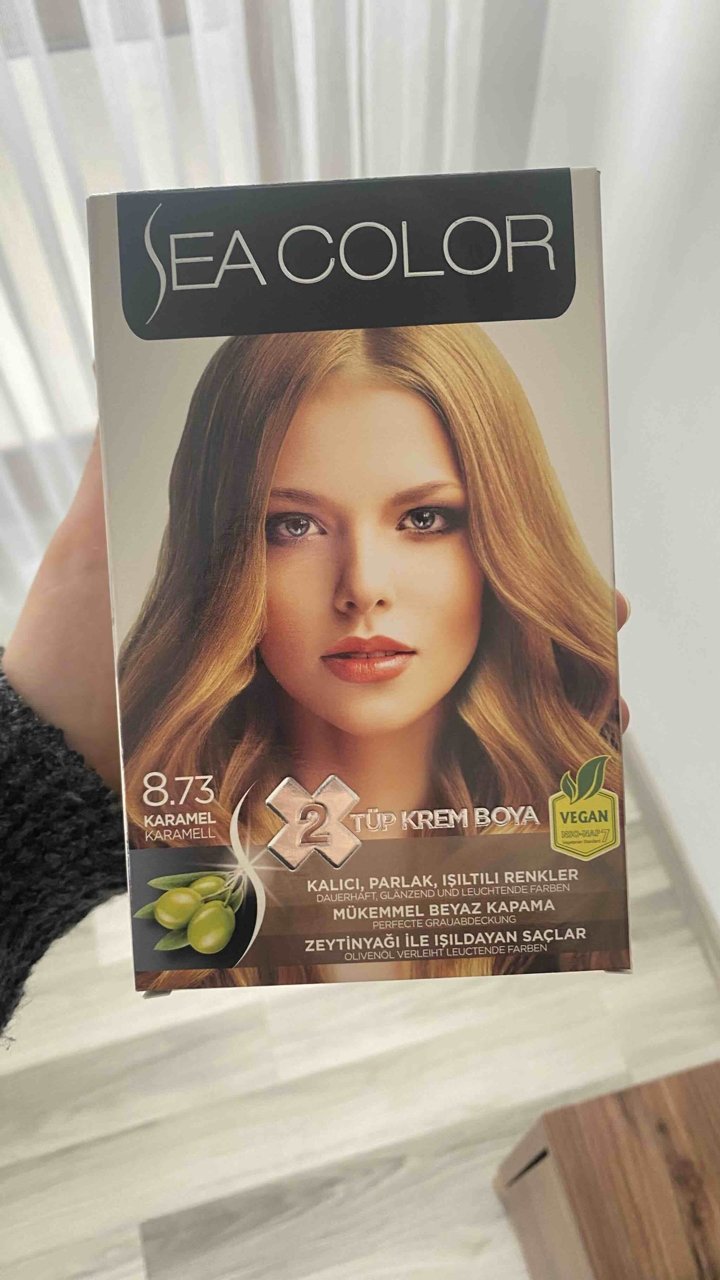 SEA COLOR
8.73
KARAMEL
KARAMELL
2 TÜP KREM BOYA
VEGAN
KALICI, PARLAK, IŞILTILI RENKLER
DAUERHAFT, GLÄNZEND UND LEUCHTENDE FARBEN
MÜKEMMEL BEYAZ KAPAMA
PERFECTE GRAUABDECKUNG
ZEYTİNYAĞI İLE IŞILDAYAN SAÇLAR
OLIVENÖL VERLEIHT LEUCTENDE FARBEN